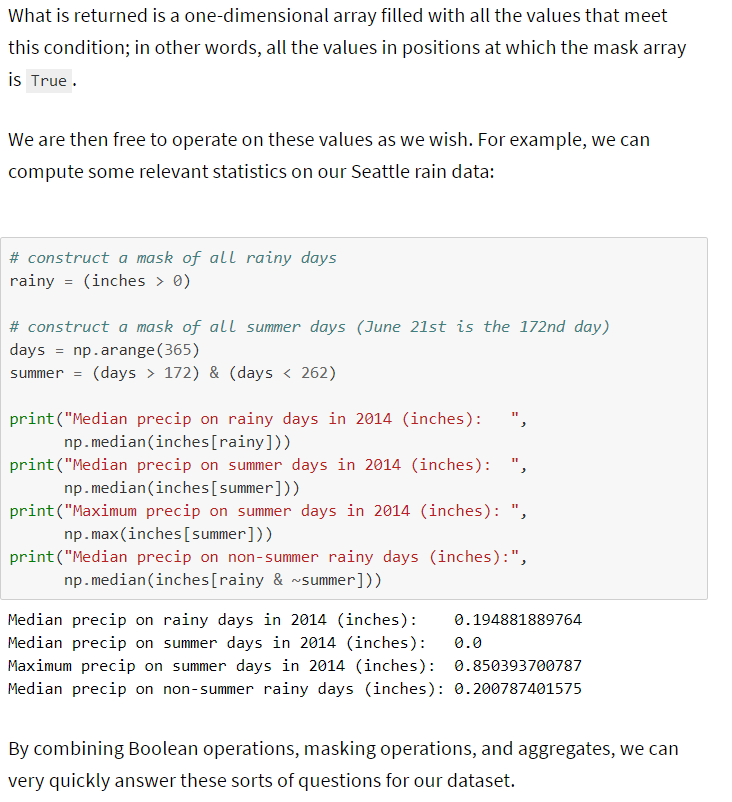 What is returned is a one-dimensional array filled with all the values that meet
this condition; in other words, all the values in positions at which the mask array
is True .
We are then free to operate on these values as we wish. For example, we can
compute some relevant statistics on our Seattle rain data:
# construct a mask of all rainy days
rainy = (inches > 0)
# construct a mask of all summer days (June 21st is the 172nd day)
days = np.arange(365)
summer = (days > 172) & (days < 262)
print("Median precip on rainy days in 2014 (inches):   ",
      np.median(inches[rainy]))
print("Median precip on summer days in 2014 (inches):  ",
      np.median(inches[summer]))
print("Maximum precip on summer days in 2014 (inches): ",
      np.max(inches[summer]))
print("Median precip on non-summer rainy days (inches):",
      np.median(inches[rainy & ~summer]))
Median precip on rainy days in 2014 (inches):    0.194881889764
Median precip on summer days in 2014 (inches):   0.0
Maximum precip on summer days in 2014 (inches):  0.850393700787
Median precip on non-summer rainy days (inches): 0.200787401575
By combining Boolean operations, masking operations, and aggregates, we can
very quickly answer these sorts of questions for our dataset.